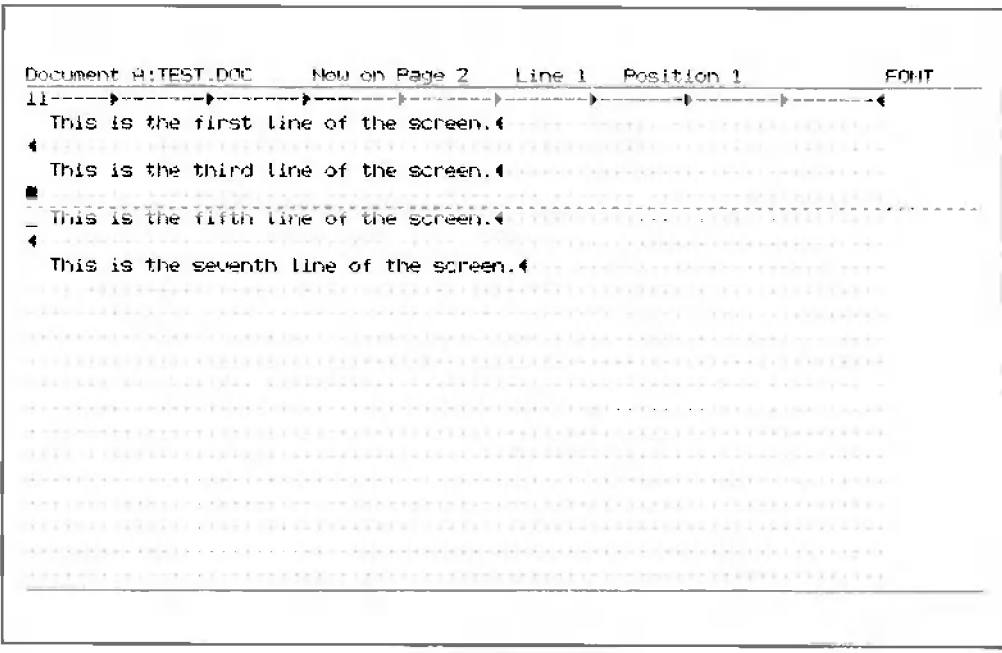 Document A:TEST.DOC Now on Page 2 Line 1 Position 1 FONT
11
This is the first line of the screen.
This is the third line of the screen.
This is the fifth line of the screen.
This is the seventh line of the screen.